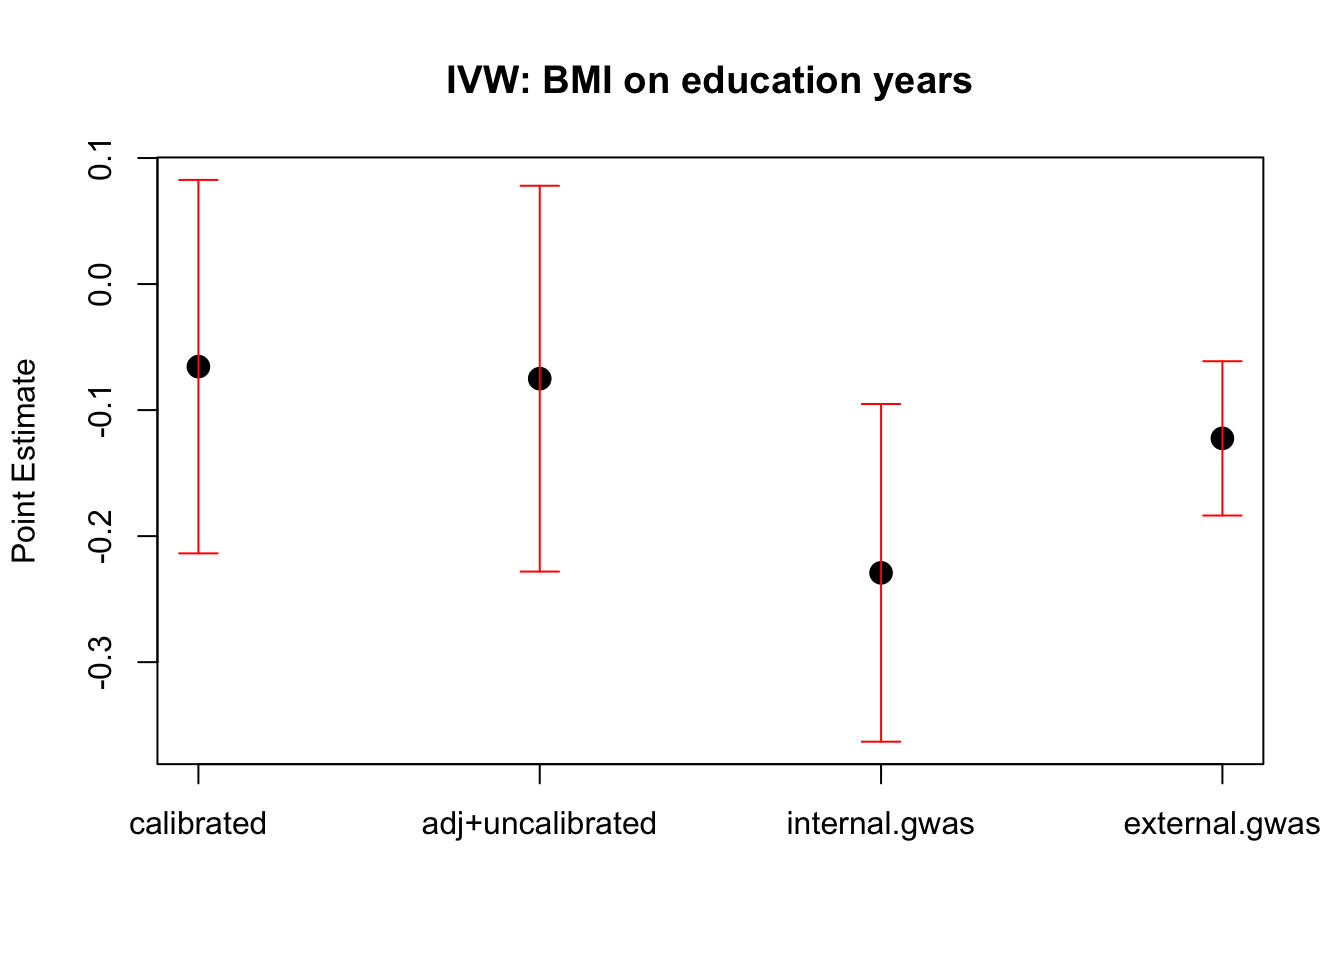 IVW: BMI on education years
Point Estimate
0.1
0.0
-0.1
-0.2
-0.3
calibrated
adj+uncalibrated
internal.gwas
external.gwas